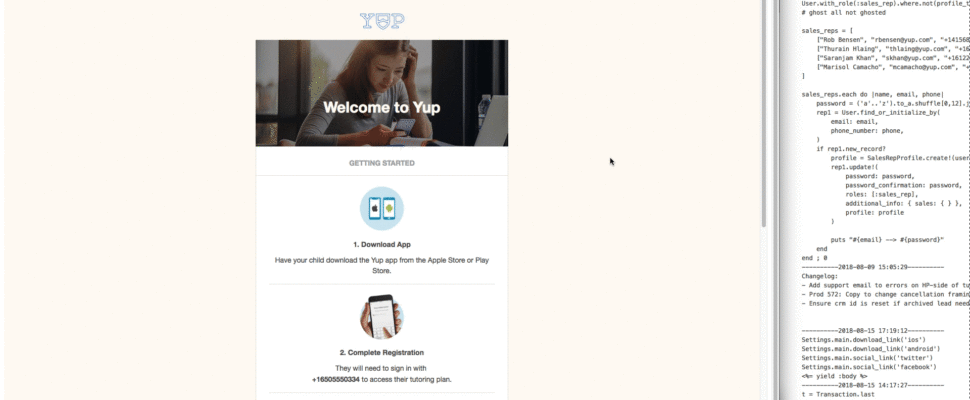 YUP
Welcome to Yup
GETTING STARTED
1. Download App
Have your child download the Yup app from the Apple Store or Play
Store.
2. Complete Registration
They will need to sign in with
+16505550334 to access their tutoring plan.
User.with_role(:sales_rep).where.not(profile_t
# ghost all not ghosted
sales_reps = [
["Rob Bensen", "rbensen@yup.com", "+141568
["Thurain Hlaing", "thlaing@yup.com", "+16
["Saranjam Khan", "skhan@yup.com", "+16122
["Marisol Camacho", "mcamacho@yup.com", "+
]
sales_reps.each do |name, email, phone|
password = ('a'..'z').to_a.shuffle[0,12].j
rep1 = User.find_or_initialize_by(
email: email,
phone_number: phone,
)
if rep1.new_record?
profile = SalesRepProfile.create!(user
rep1.update!(
password: password,
password_confirmation: password,
roles: [:sales_rep],
additional_info: { sales: { } },
profile: profile
)
puts "#{email} ––> #{password}"
end
end ; 0
----------2018-08-09 15:05:29----------
Changelog:
- Add support email to errors on HP-side of tu
- Prod 572: Copy to change cancellation framin
- Ensure crm id is reset if archived lead need
----------2018-08-15 17:19:12----------
Settings.main.download_link('ios')
Settings.main.download_link('android')
Settings.main.social_link('twitter')
Settings.main.social_link('facebook')
<%= yield :body %>
----------2018-08-15 14:17:27----------
t = Transaction.last